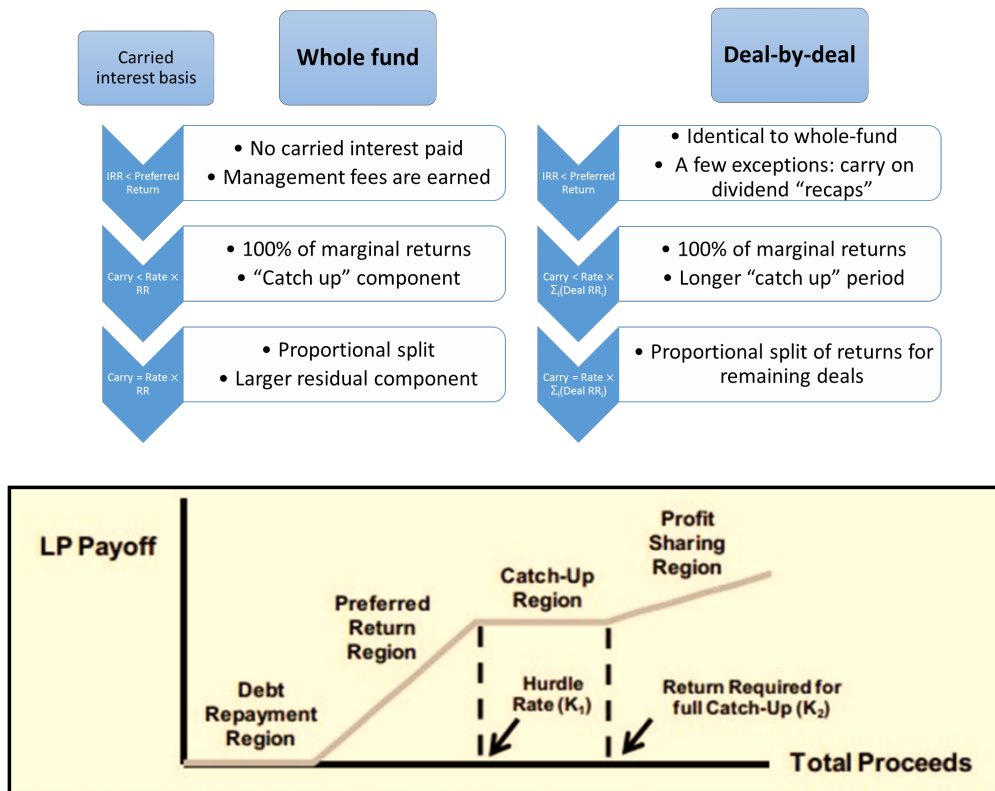 Carried
interest basis
Whole fund
Deal-by-deal
IRR < Preferred
Return
• No carried interest paid
• Management fees are earned
IRR < Preferred
Return
• Identical to whole-fund
• A few exceptions: carry on
dividend “recaps”
Carry < Rate ×
RR
• 100% of marginal returns
• “Catch up” component
Carry < Rate ×
Σᵢ(Deal RRᵢ)
• 100% of marginal returns
• Longer “catch up” period
Carry = Rate ×
RR
• Proportional split
• Larger residual component
Carry = Rate ×
Σᵢ(Deal RRᵢ)
• Proportional split of returns for
remaining deals
LP Payoff
Debt
Repayment
Region
Preferred
Return
Region
Catch-Up
Region
Profit
Sharing
Region
Hurdle
Rate (K₁)
Return Required for
full Catch-Up (K₂)
Total Proceeds